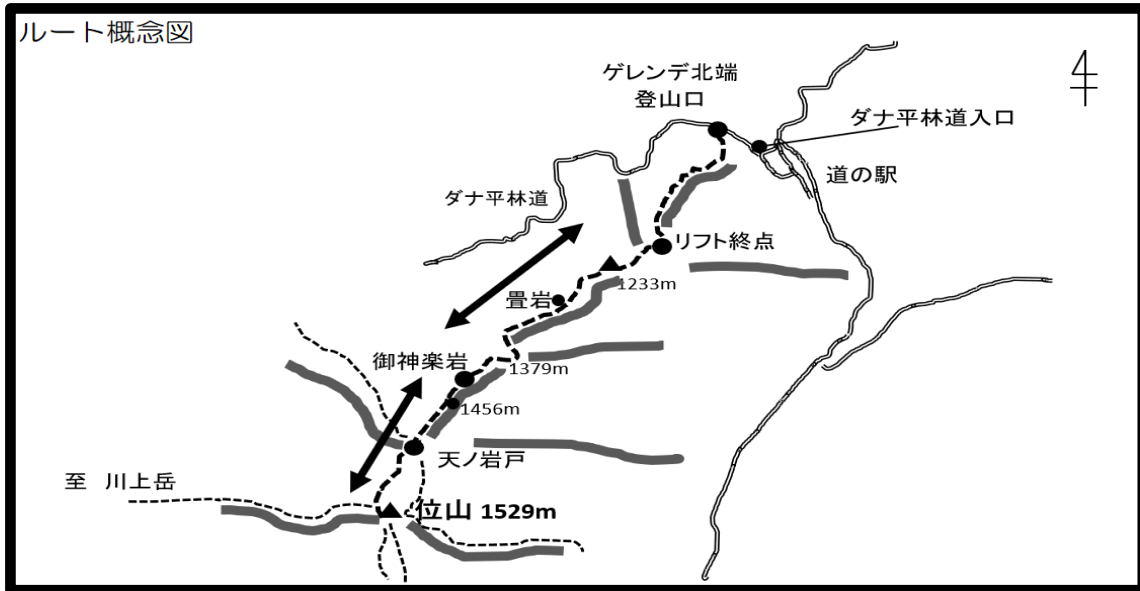 ルート概念図
ゲレンデ北端
登山口
ダナ平林道入口
道の駅
ダナ平林道
リフト終点
1233m
畳岩
御神楽岩
1379m
1456m
天ノ岩戸
至 川上岳
位山 1529m